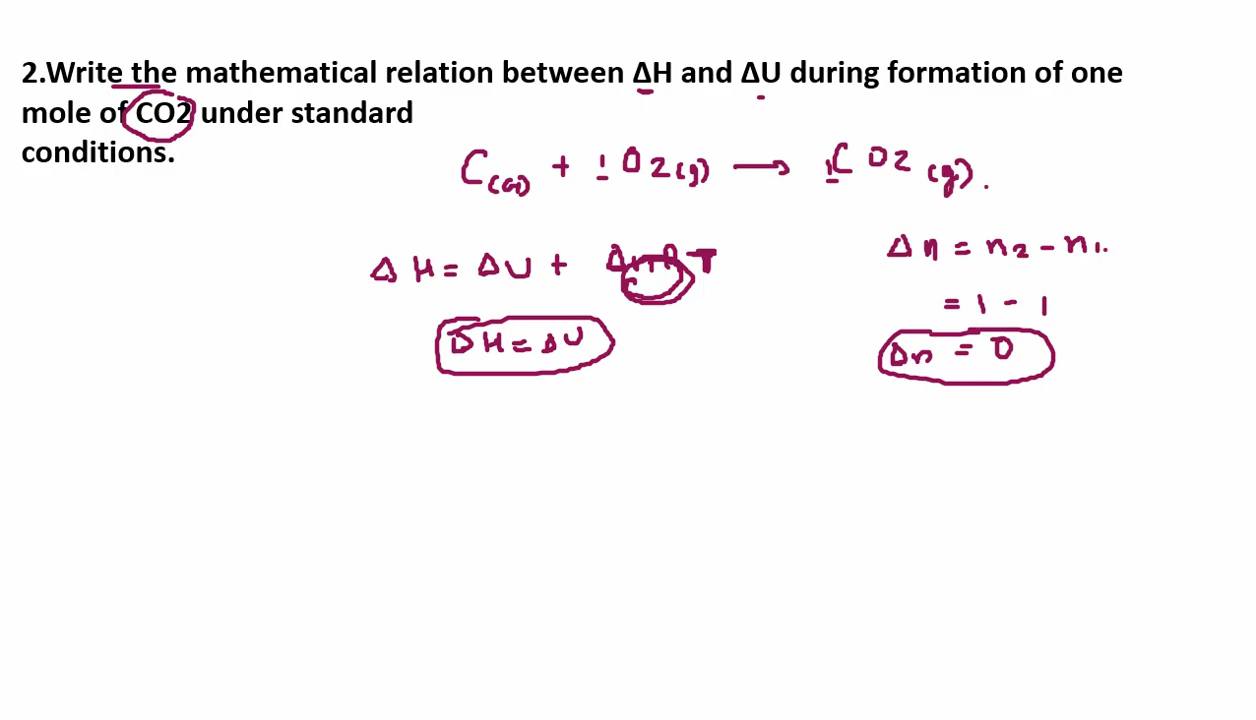 2.Write the mathematical relation between ΔH and ΔU during formation of one
mole of CO2 under standard
conditions.
C + 1 O2(g) → 1CO2(g).
Δn = n2 - n1.
ΔH = ΔU + T
= 1 - 1
ΔH = ΔU
Δn = 0